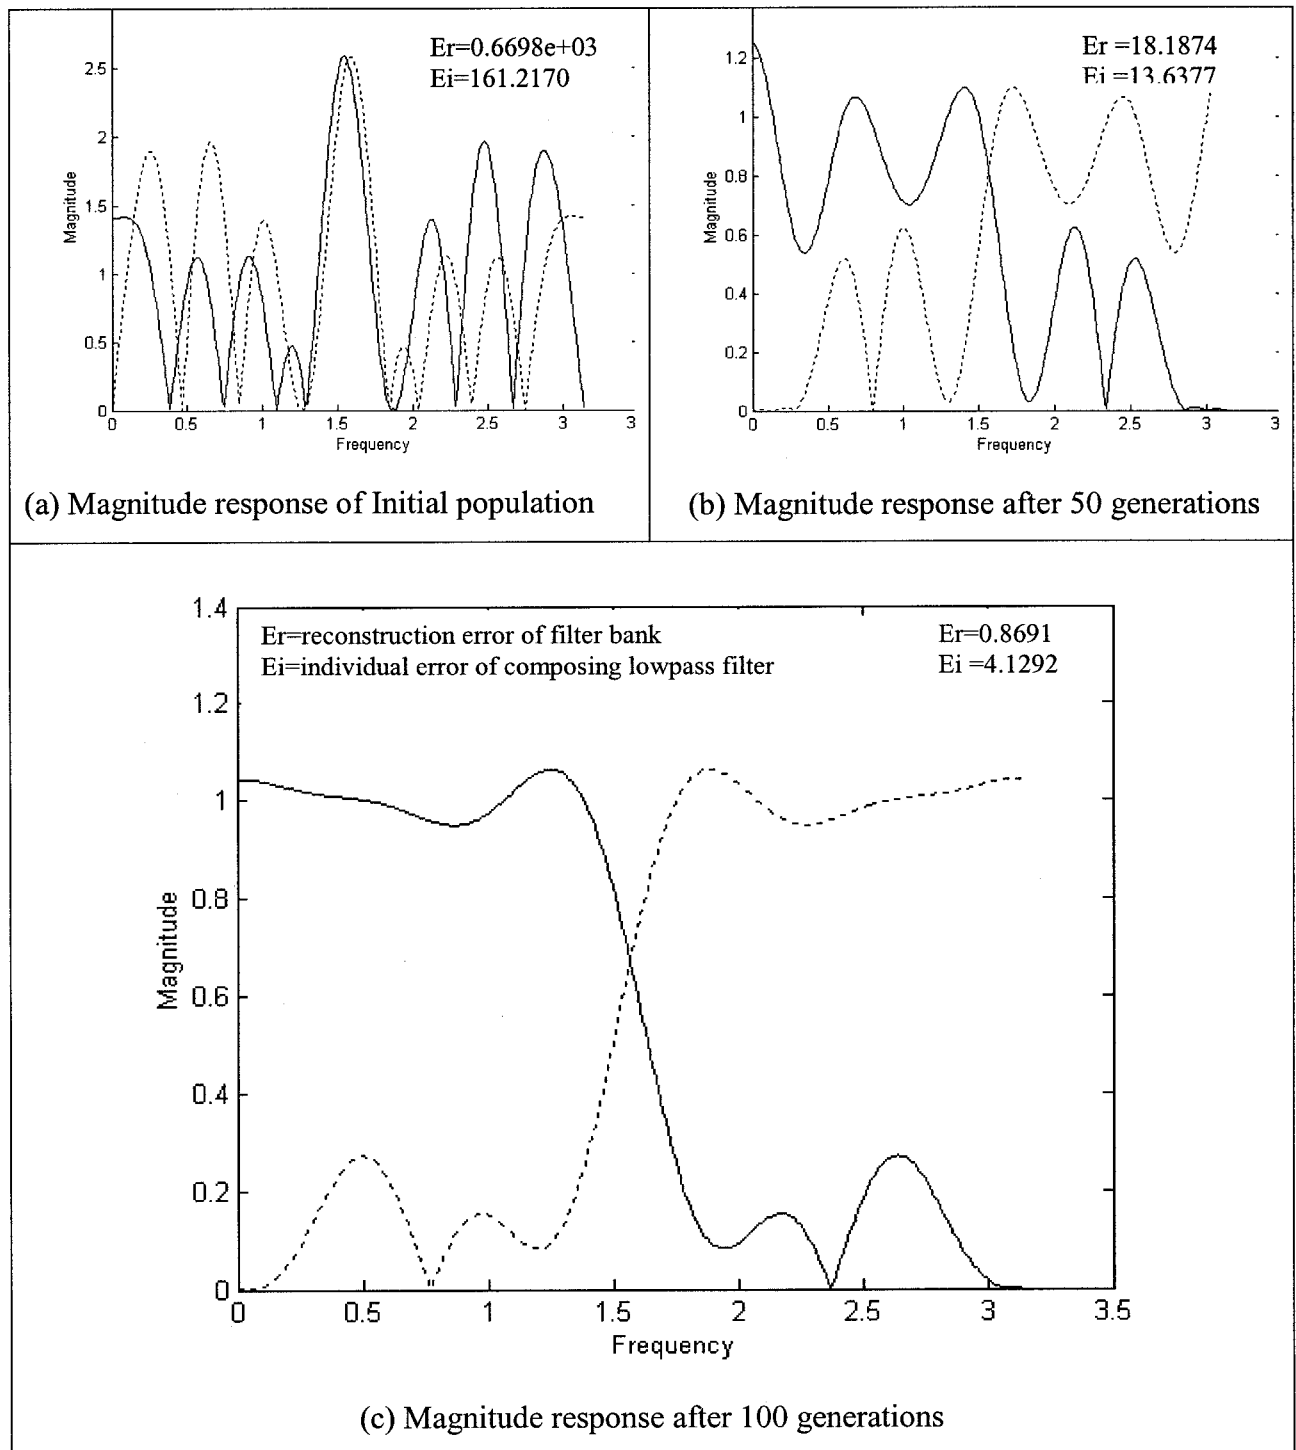 Er=0.6698e+03
Ei=161.2170
2.5
2
1.5
1
0.5
0
Magnitude
0 0.5 1 1.5 2 2.5 3 3
Frequency
(a) Magnitude response of Initial population
Er =18.1874
Ei =13.6377
1.2
1
0.8
0.6
0.4
0.2
0
Magnitude
0 0.5 1 1.5 2 2.5 3 3
Frequency
(b) Magnitude response after 50 generations
1.4
1.2
1
0.8
0.6
0.4
0.2
0
Magnitude
Er=reconstruction error of filter bank
Ei=individual error of composing lowpass filter
Er=0.8691
Ei =4.1292
0 0.5 1 1.5 2 2.5 3 3.5
Frequency
(c) Magnitude response after 100 generations